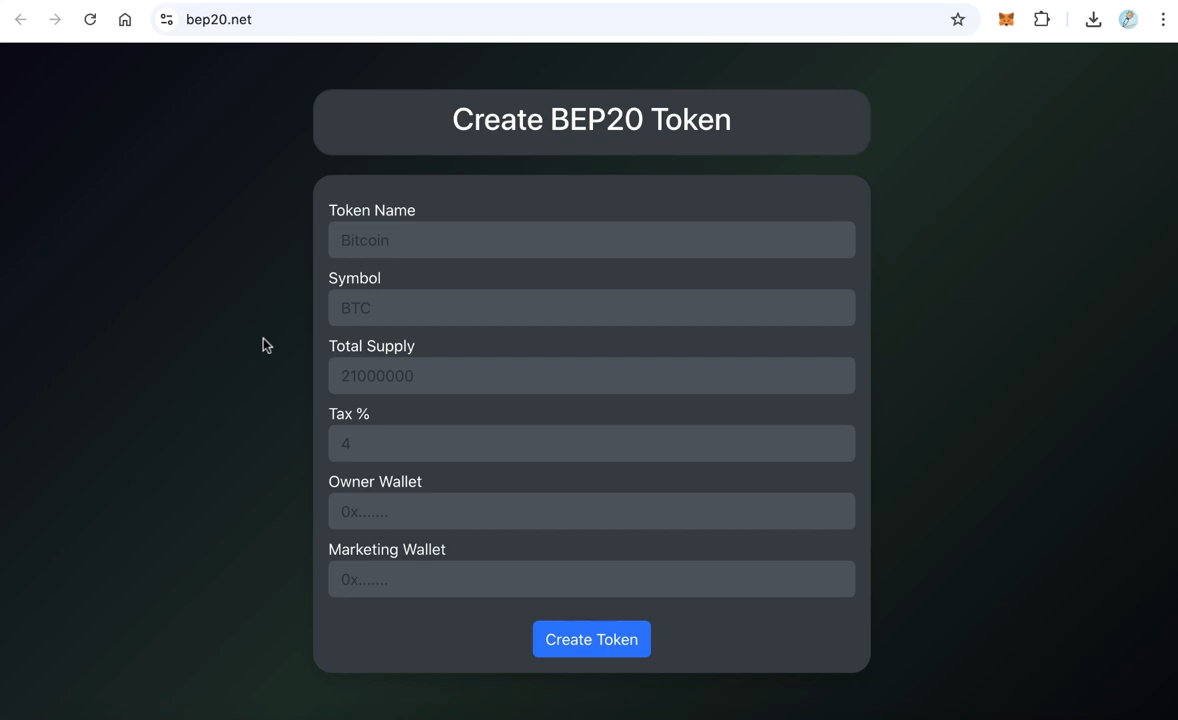 bep20.net
Create BEP20 Token
Token Name
Bitcoin
Symbol
BTC
Total Supply
21000000
Tax %
4
Owner Wallet
0x.......
Marketing Wallet
0x.......
Create Token